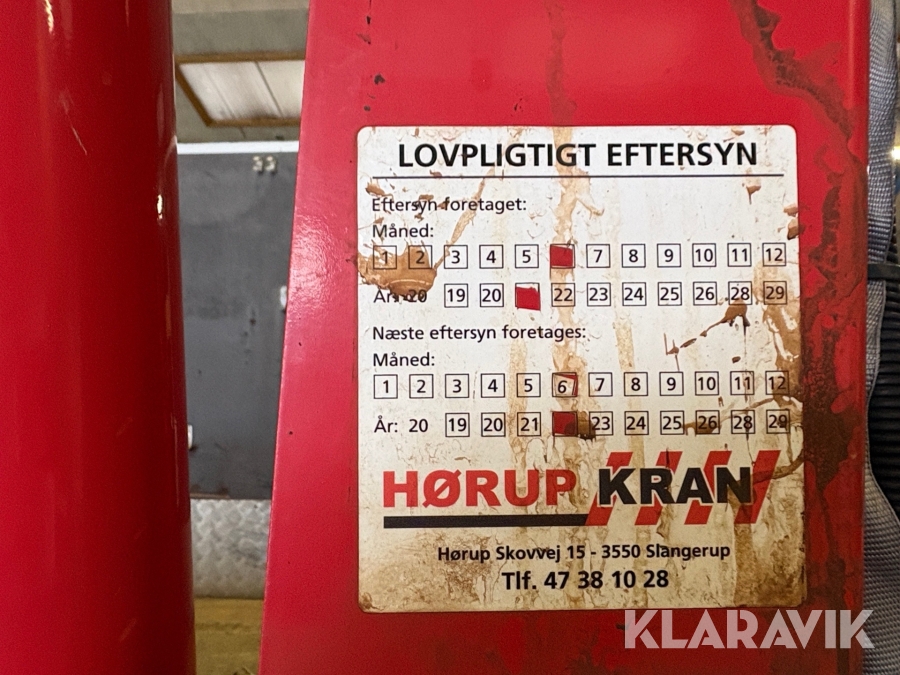 LOVPLIGTIGT EFTERSYN
Eftersyn foretaget:
Måned:
1 2 3 4 5 7 8 9 10 11 12
År: 20 19 20 22 23 24 25 26 28 29
Næste eftersyn foretages:
Måned:
1 2 3 4 5 6 7 8 9 10 11 12
År: 20 19 20 21 23 24 25 26 28 29
HØRUP KRAN
Hørup Skovvej 15 - 3550 Slangerup
Tlf. 47 38 10 28
KLARAVIK